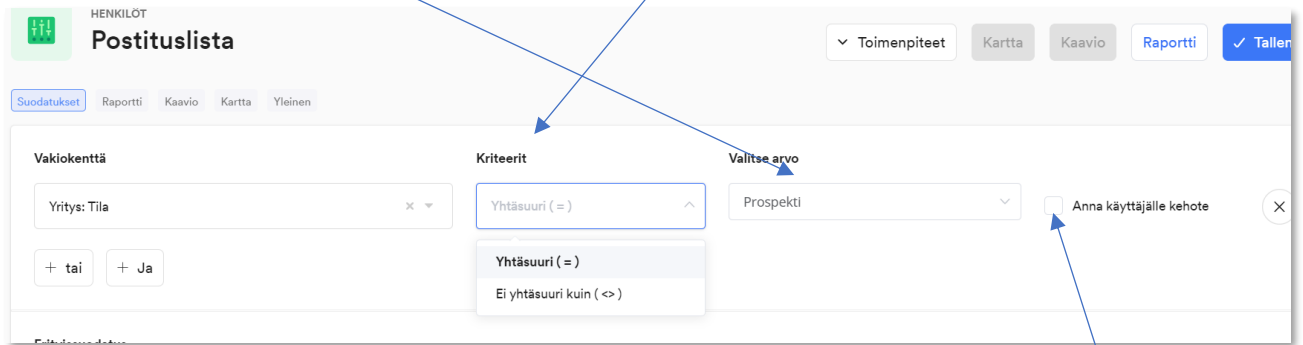 HENKILÖT
Postituslista
Toimenpiteet
Kartta
Kaavio
Raportti
Suodatukset Raportti Kaavio Kartta Yleinen
Vakiokenttä Kriteerit Valitse arvo
Yritys: Tila Yhtäsuuri ( = ) Prospekti Anna käyttäjälle kehote
+ tai + Ja
Yhtäsuuri ( = )
Ei yhtäsuuri kuin ( <> )